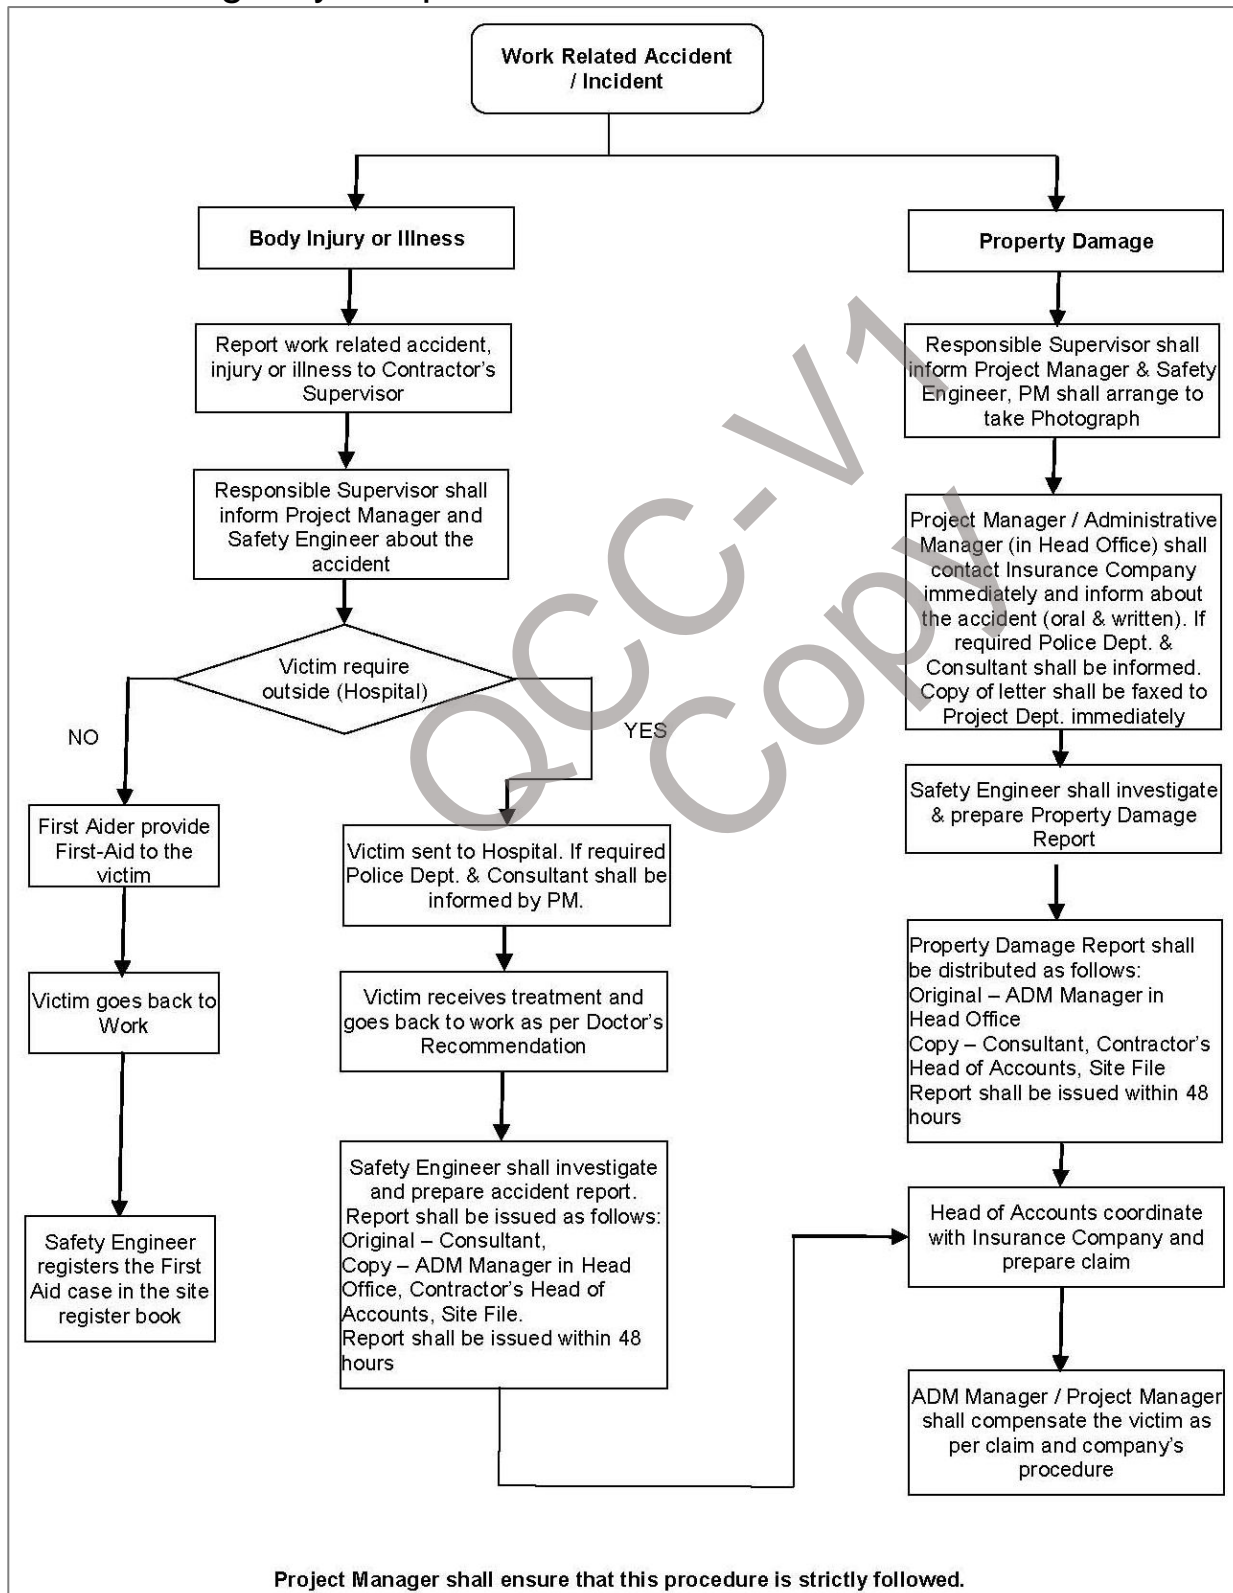 Work Related Accident
/ Incident
Body Injury or Illness
Property Damage
Report work related accident,
injury or illness to Contractor's
Supervisor
Responsible Supervisor shall
inform Project Manager & Safety
Engineer, PM shall arrange to
take Photograph
Responsible Supervisor shall
inform Project Manager and
Safety Engineer about the
accident
Project Manager / Administrative
Manager (in Head Office) shall
contact Insurance Company
immediately and inform about
the accident (oral & written). If
required Police Dept. &
Consultant shall be informed.
Copy of letter shall be faxed to
Project Dept. immediately
Victim require
outside (Hospital)
NO
YES
First Aider provide
First-Aid to the
victim
Victim sent to Hospital. If required
Police Dept. & Consultant shall be
informed by PM.
Safety Engineer shall investigate
& prepare Property Damage
Report
Victim goes back to
Work
Victim receives treatment and
goes back to work as per Doctor's
Recommendation
Property Damage Report shall
be distributed as follows:
Original – ADM Manager in
Head Office
Copy – Consultant, Contractor's
Head of Accounts, Site File
Report shall be issued within 48
hours
Safety Engineer
registers the First
Aid case in the site
register book
Safety Engineer shall investigate
and prepare accident report.
Report shall be issued as follows:
Original – Consultant,
Copy – ADM Manager in Head
Office, Contractor's Head of
Accounts, Site File.
Report shall be issued within 48
hours
Head of Accounts coordinate
with Insurance Company and
prepare claim
ADM Manager / Project Manager
shall compensate the victim as
per claim and company's
procedure
Project Manager shall ensure that this procedure is strictly followed.
QCC-V1
Copy